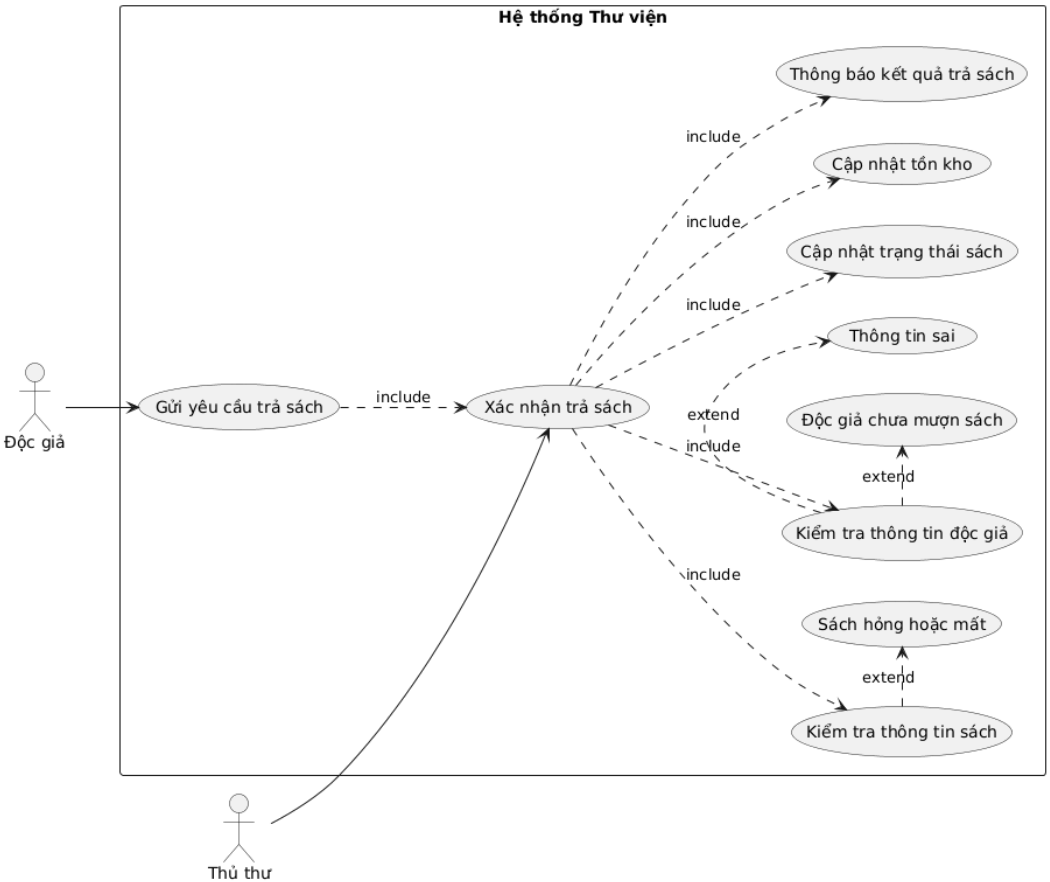 Hệ thống Thư viện
Thông báo kết quả trả sách
include
Cập nhật tồn kho
include
Cập nhật trạng thái sách
include
Thông tin sai
Độc giả
Gửi yêu cầu trả sách
include
Xác nhận trả sách
extend
include
Độc giả chưa mượn sách
extend
Kiểm tra thông tin độc giả
include
Sách hỏng hoặc mất
extend
Kiểm tra thông tin sách
Thủ thư